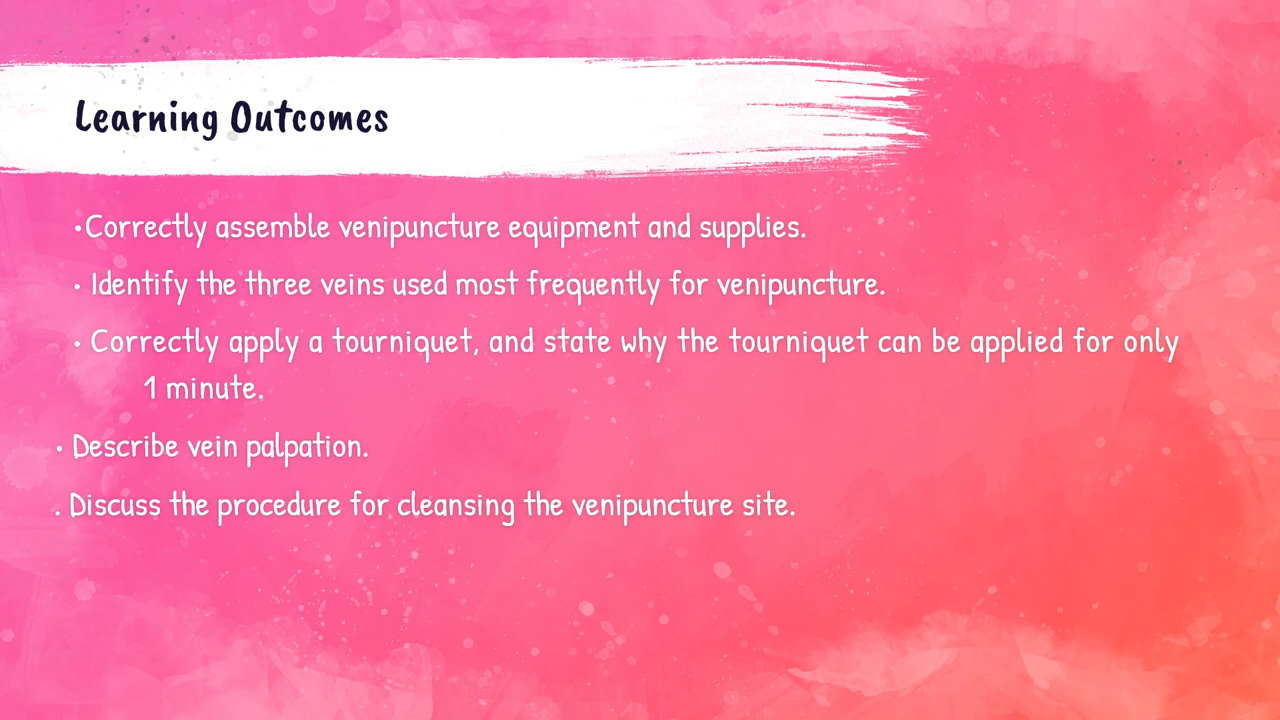 Learning Outcomes
•Correctly assemble venipuncture equipment and supplies.
• Identify the three veins used most frequently for venipuncture.
• Correctly apply a tourniquet, and state why the tourniquet can be applied for only
1 minute.
• Describe vein palpation.
. Discuss the procedure for cleansing the venipuncture site.